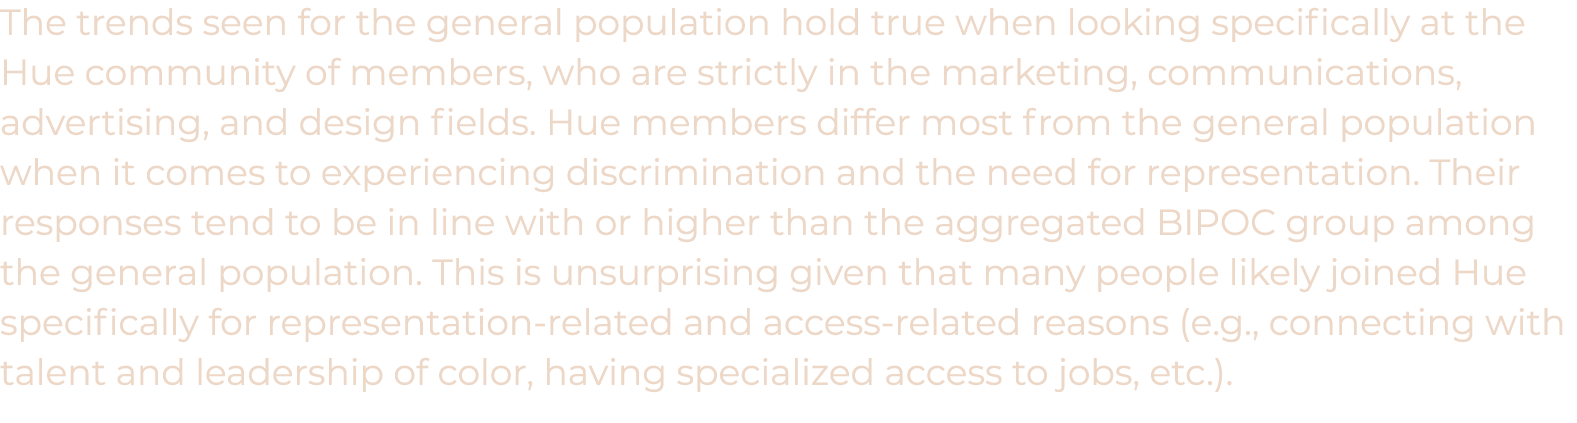 The trends seen for the general population hold true when looking specifically at the
Hue community of members, who are strictly in the marketing, communications,
advertising, and design fields. Hue members differ most from the general population
when it comes to experiencing discrimination and the need for representation. Their
responses tend to be in line with or higher than the aggregated BIPOC group among
the general population. This is unsurprising given that many people likely joined Hue
specifically for representation-related and access-related reasons (e.g., connecting with
talent and leadership of color, having specialized access to jobs, etc.).